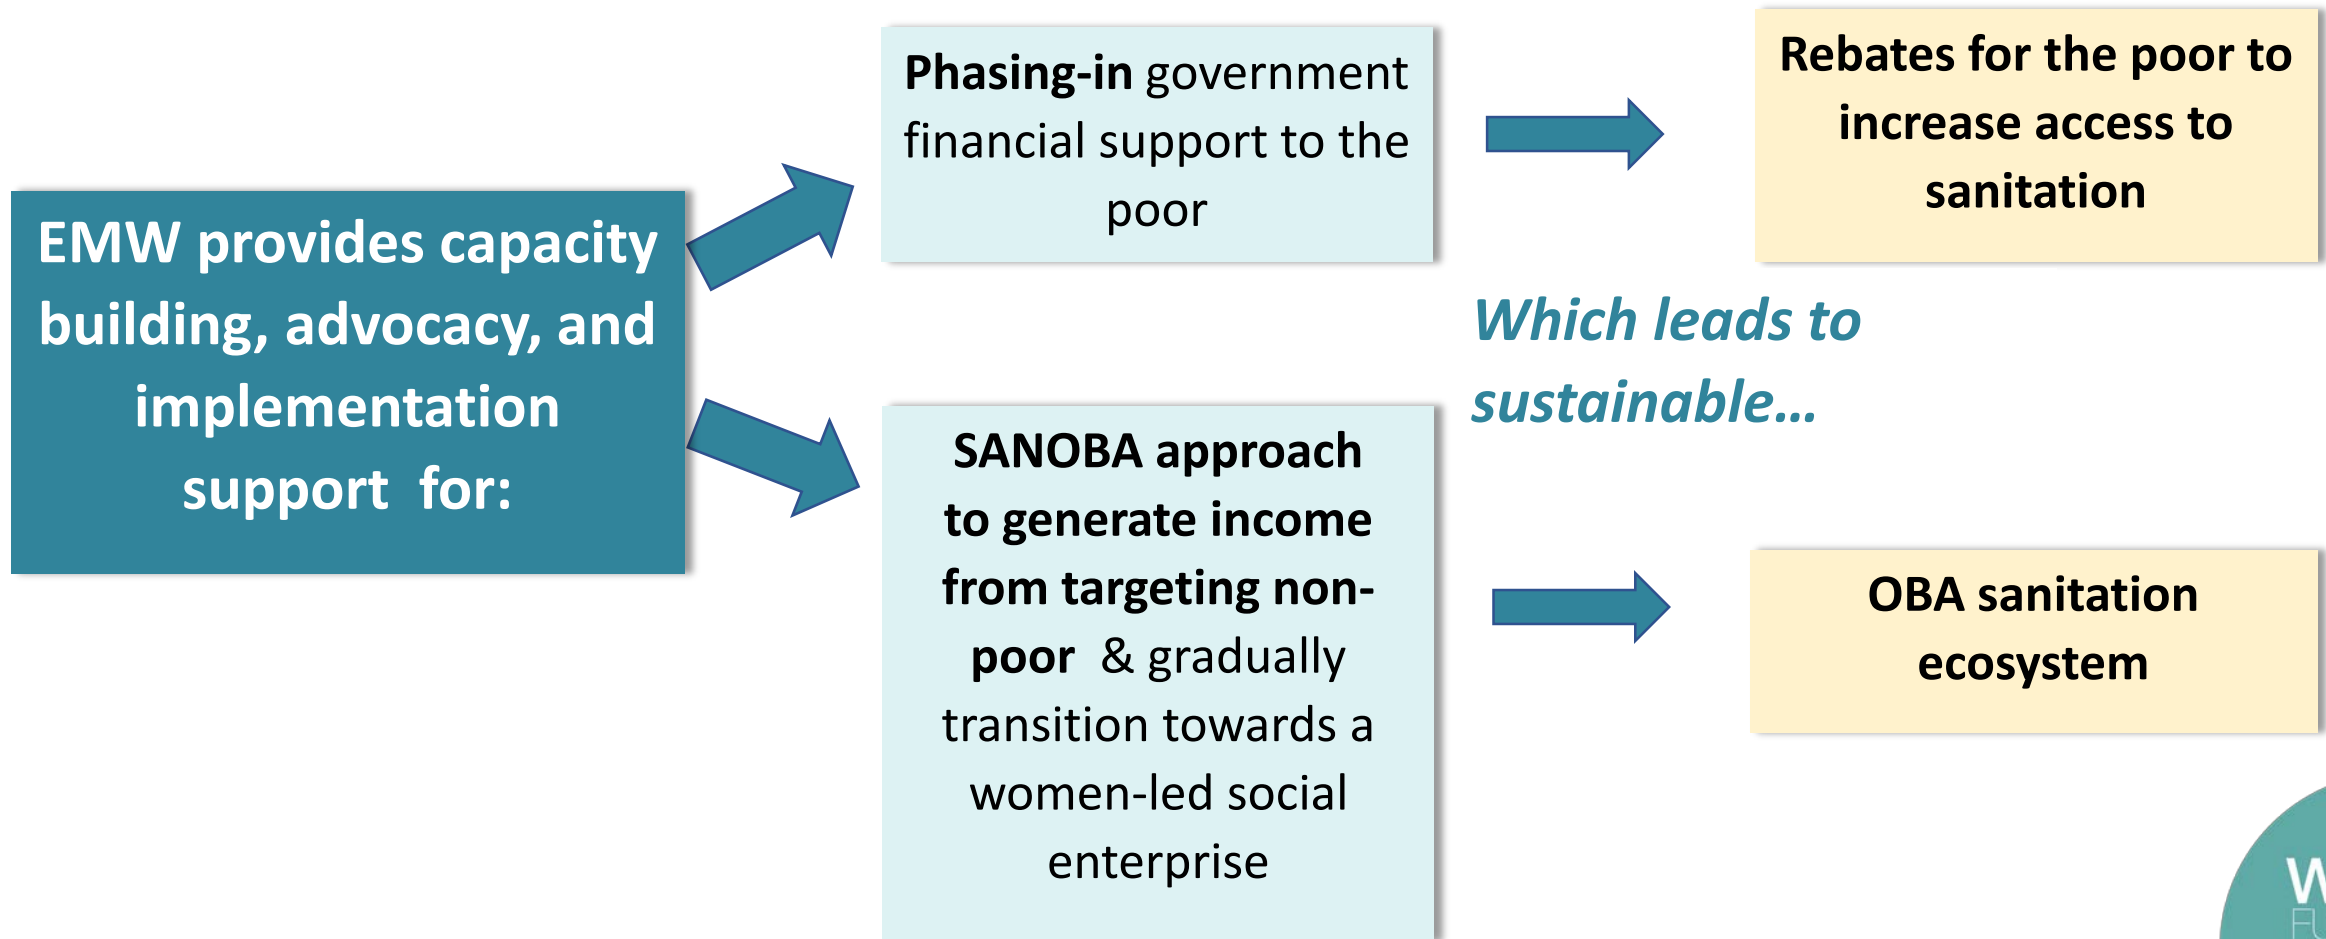 EMW provides capacity
building, advocacy, and
implementation
support for:
Phasing-in government
financial support to the
poor
Rebates for the poor to
increase access to
sanitation
Which leads to
sustainable...
SANOBA approach
to generate income
from targeting non-
poor & gradually
transition towards a
women-led social
enterprise
OBA sanitation
ecosystem